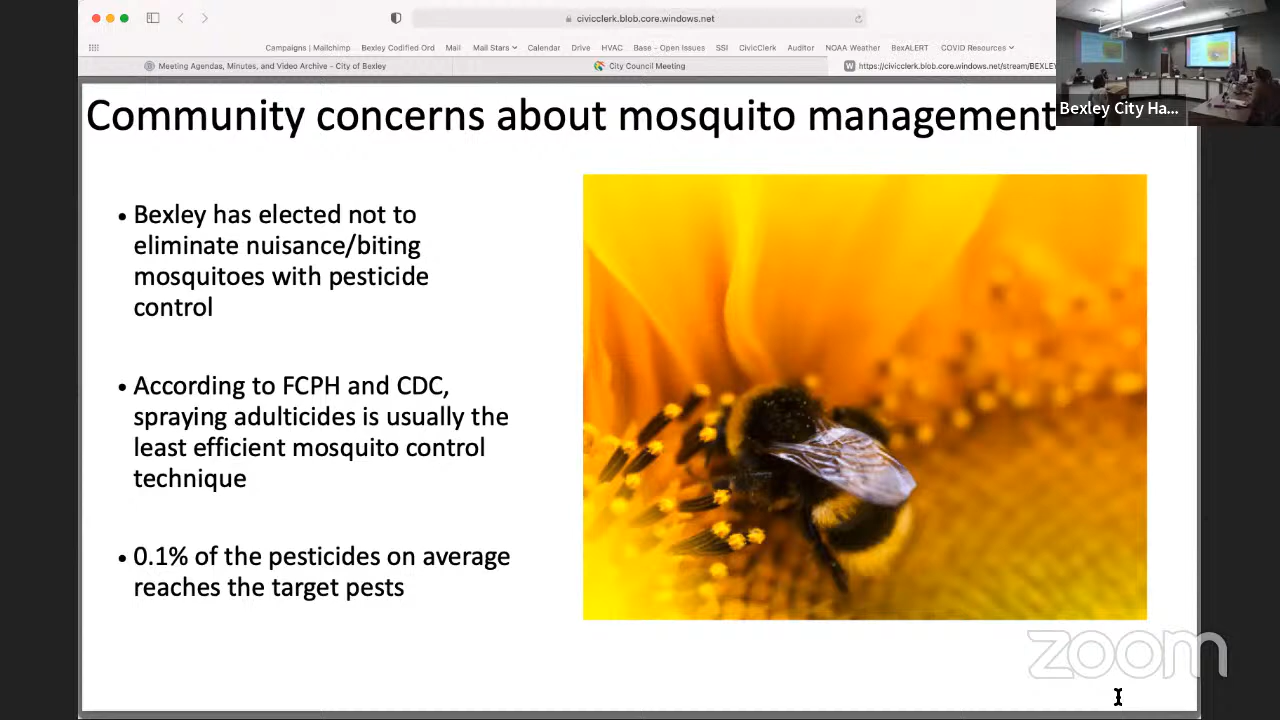 civicclerk.blob.core.windows.net
Campaigns | Mailchimp Bexley Codified Ord Mail Mail Stars Calendar Drive HVAC Base - Open Issues SSI CivicClerk Auditor NOAA Weather BexALERT COVID Resources
Meeting Agendas, Minutes, and Video Archive - City of Bexley City Council Meeting W https://civicclerk.blob.core.windows.net/stream/BEXLEY
Community concerns about mosquito management
Bexley City Ha...
• Bexley has elected not to
eliminate nuisance/biting
mosquitoes with pesticide
control
• According to FCPH and CDC,
spraying adulticides is usually the
least efficient mosquito control
technique
• 0.1% of the pesticides on average
reaches the target pests
zoom